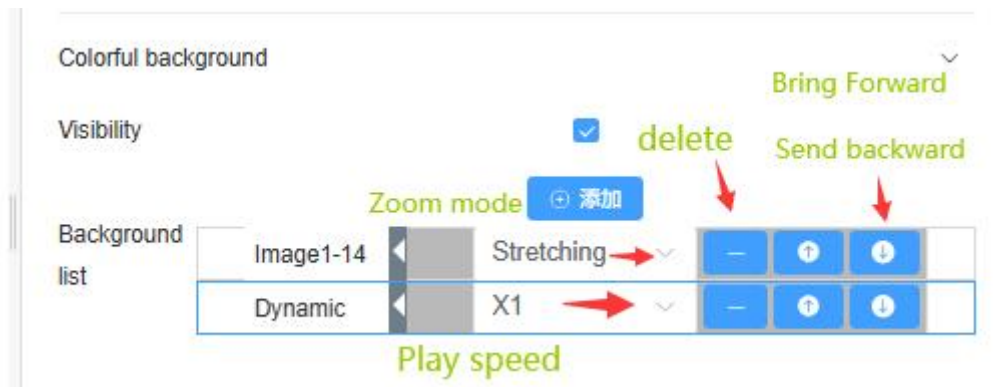 Colorful background
Bring Forward
Visibility
delete
Send backward
Zoom mode
添加
Background list
Image1-14
Stretching
Dynamic
X1
Play speed